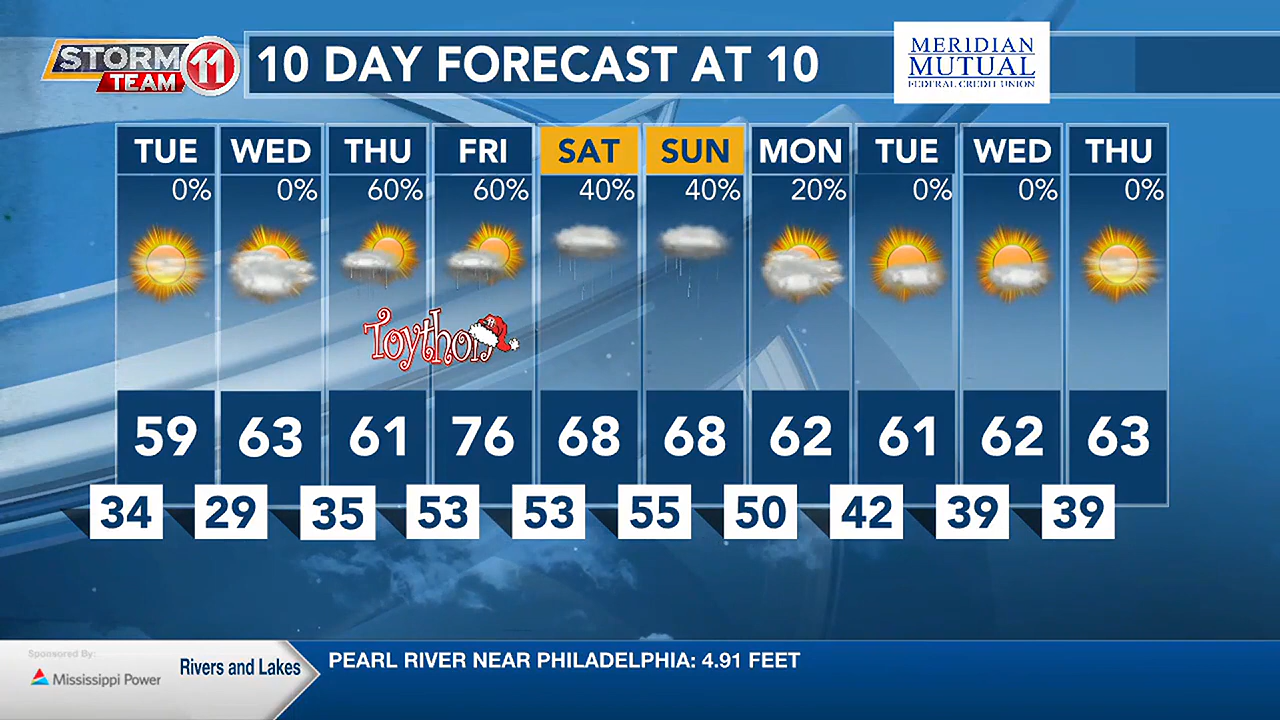 STORM
TEAM 11
10 DAY FORECAST AT 10
MERIDIAN
MUTUAL
FEDERAL CREDIT UNION
TUE WED THU FRI SAT SUN MON TUE WED THU
0% 0% 60% 60% 40% 40% 20% 0% 0% 0%
Toython
59 63 61 76 68 68 62 61 62 63
34 29 35 53 53 55 50 42 39 39
Sponsored By:
Mississippi Power
Rivers and Lakes
PEARL RIVER NEAR PHILADELPHIA: 4.91 FEET